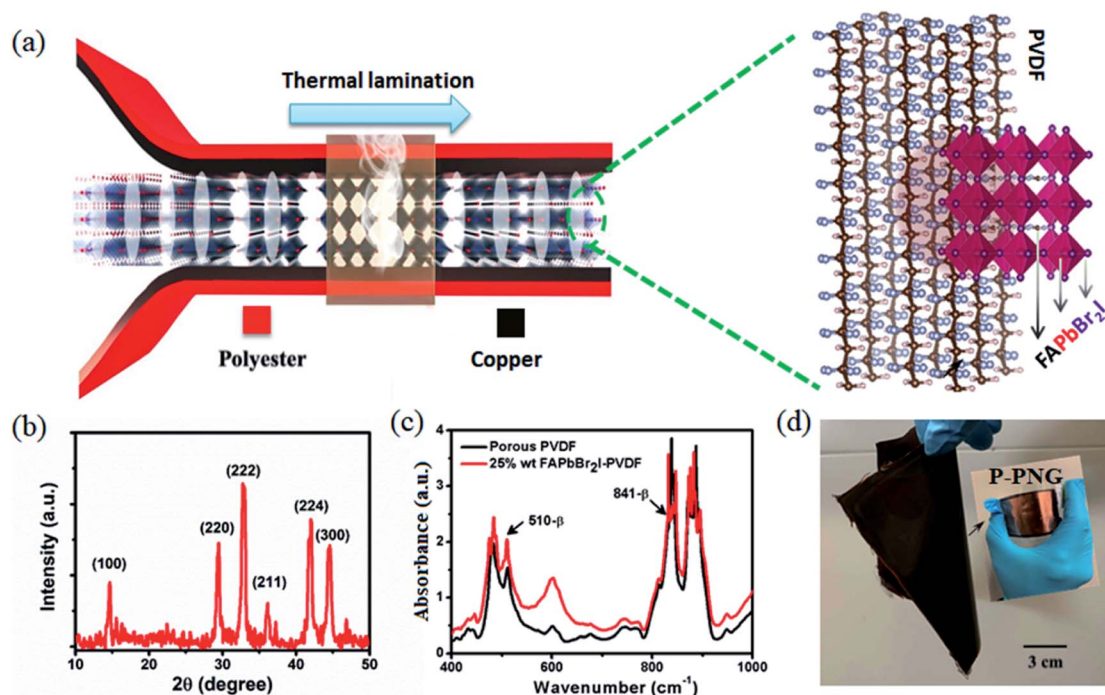 (a)
Thermal lamination
Polyester
Copper
PVDF
FAPbBr₂I
(b)
Intensity (a.u.)
(100)
(220)
(222)
(211)
(224)
(300)
10 20 30 40 50
2θ (degree)
(c)
Absorbance (a.u.)
5
4
3
2
1
0
Porous PVDF
25% wt FAPbBr₂I-PVDF
510-β
841-β
400 600 800 1000
Wavenumber (cm⁻¹)
(d)
P-PNG
3 cm